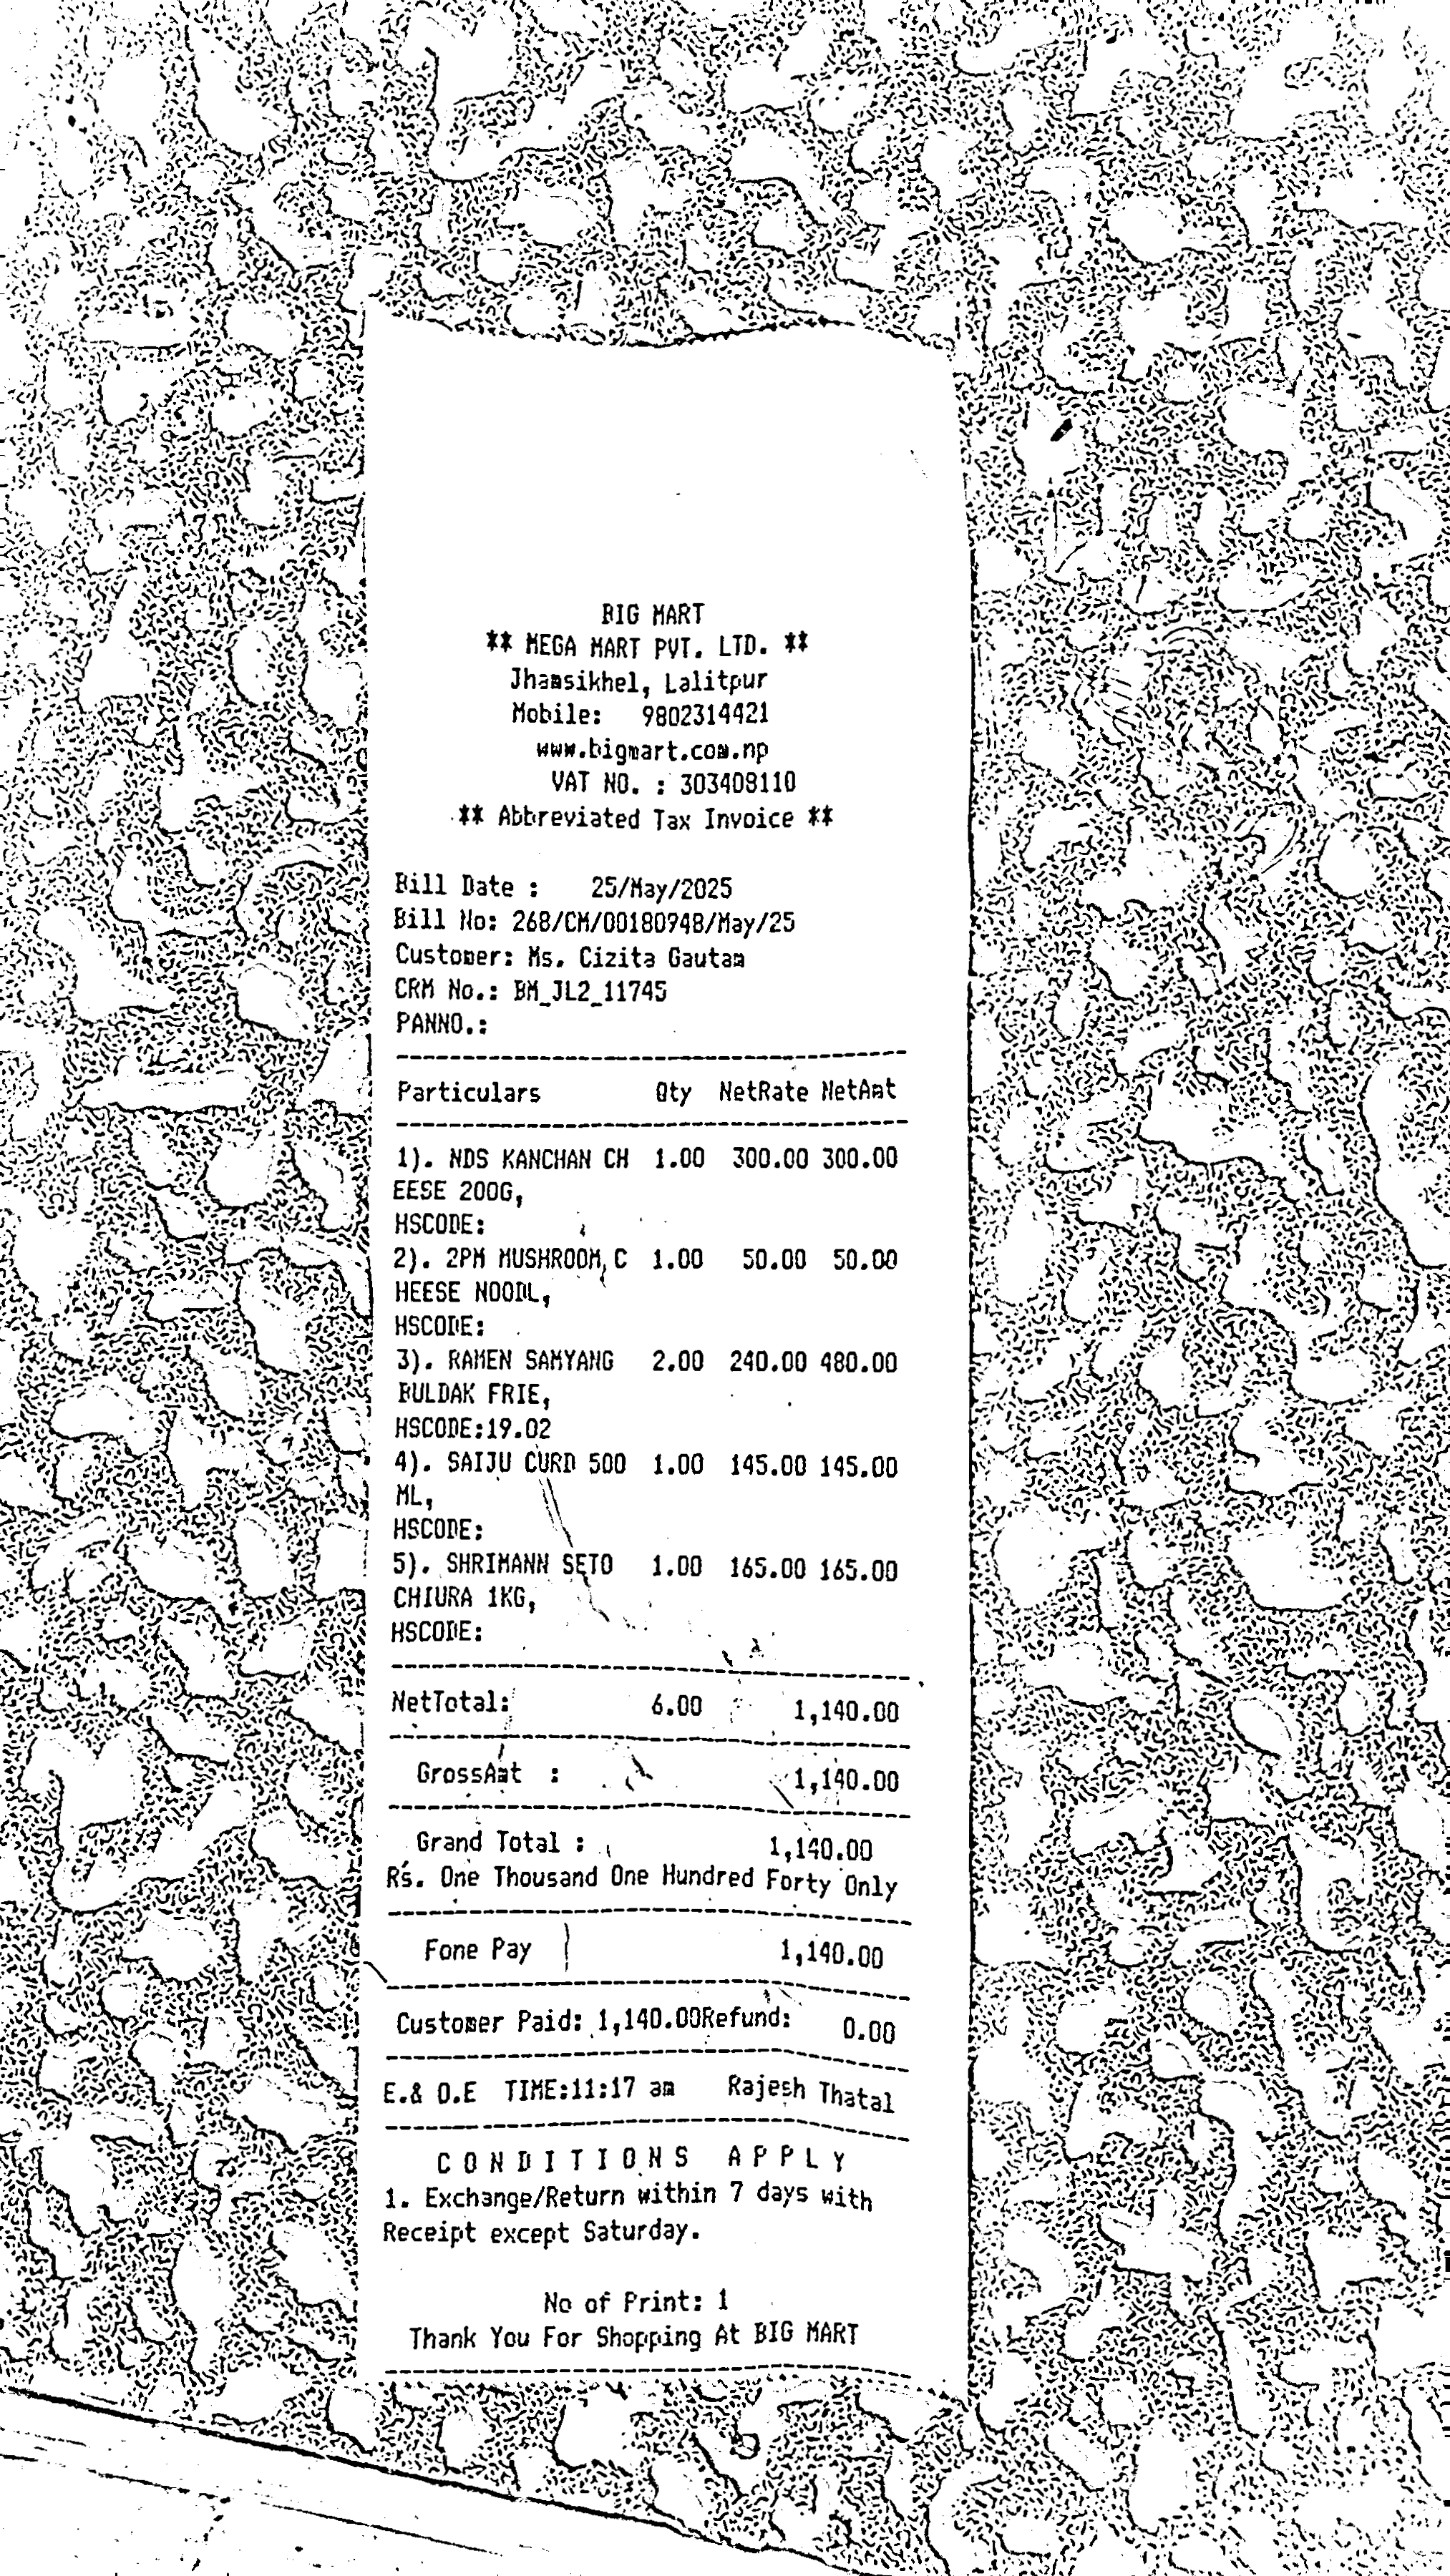 BIG MART
** MEGA MART PVT. LTD. **
Jhamsikhel, Lalitpur
Mobile: 9802314421
www.bigmart.com.np
VAT NO. : 303408110
** Abbreviated Tax Invoice **
Bill Date : 25/May/2025
Bill No: 268/CM/00180948/May/25
Customer: Ms. Cizita Gautam
CRM No.: BM_JL2_11745
PANNO.:
Particulars Qty NetRate NetAmt
1). NDS KANCHAN CH 1.00 300.00 300.00
EESE 200G,
HSCODE:
2). 2PM MUSHROOM C 1.00 50.00 50.00
HEESE NOODL,
HSCODE:
3). RAMEN SAMYANG 2.00 240.00 480.00
BULDAK FRIE,
HSCODE:19.02
4). SAIJU CURD 500 1.00 145.00 145.00
ML,
HSCODE:
5). SHRIMANN SETO 1.00 165.00 165.00
CHIURA 1KG,
HSCODE:
NetTotal: 6.00 1,140.00
GrossAmt : 1,140.00
Grand Total : 1,140.00
Rs. One Thousand One Hundred Forty Only
Fone Pay 1,140.00
Customer Paid: 1,140.00Refund: 0.00
E.& O.E TIME:11:17 am Rajesh Thatal
C O N D I T I O N S A P P L Y
1. Exchange/Return within 7 days with
Receipt except Saturday.
No of Print: 1
Thank You For Shopping At BIG MART